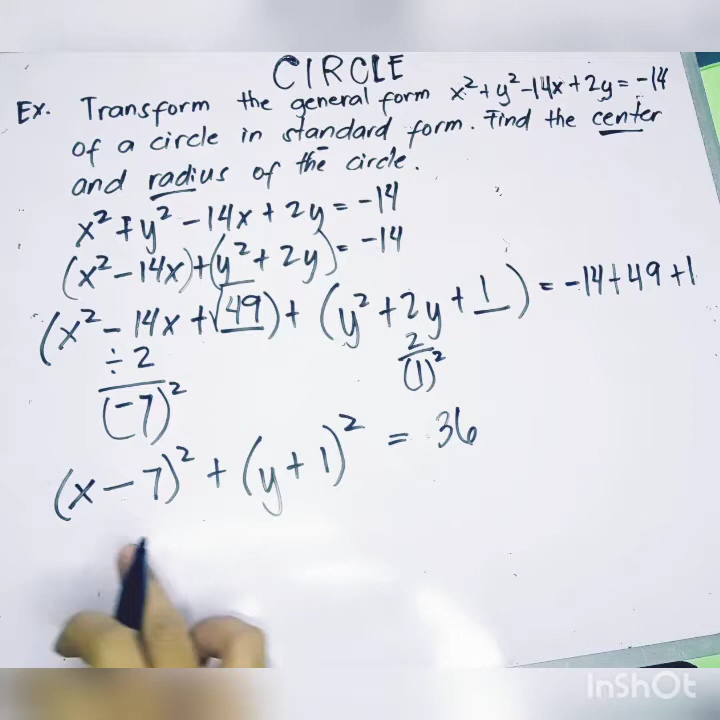 CIRCLE
Ex. Transform the general form x² + y² - 14x + 2y = -14
of a circle in standard form. Find the center
and radius of the circle.
x² + y² - 14x + 2y = -14
(x² - 14x) + (y² + 2y) = -14
(x² - 14x + √49) + (y² + 2y + 1) = -14 + 49 + 1
÷ 2 2
(-7)² (1)²
(x - 7)² + (y + 1)² = 36
InShOt